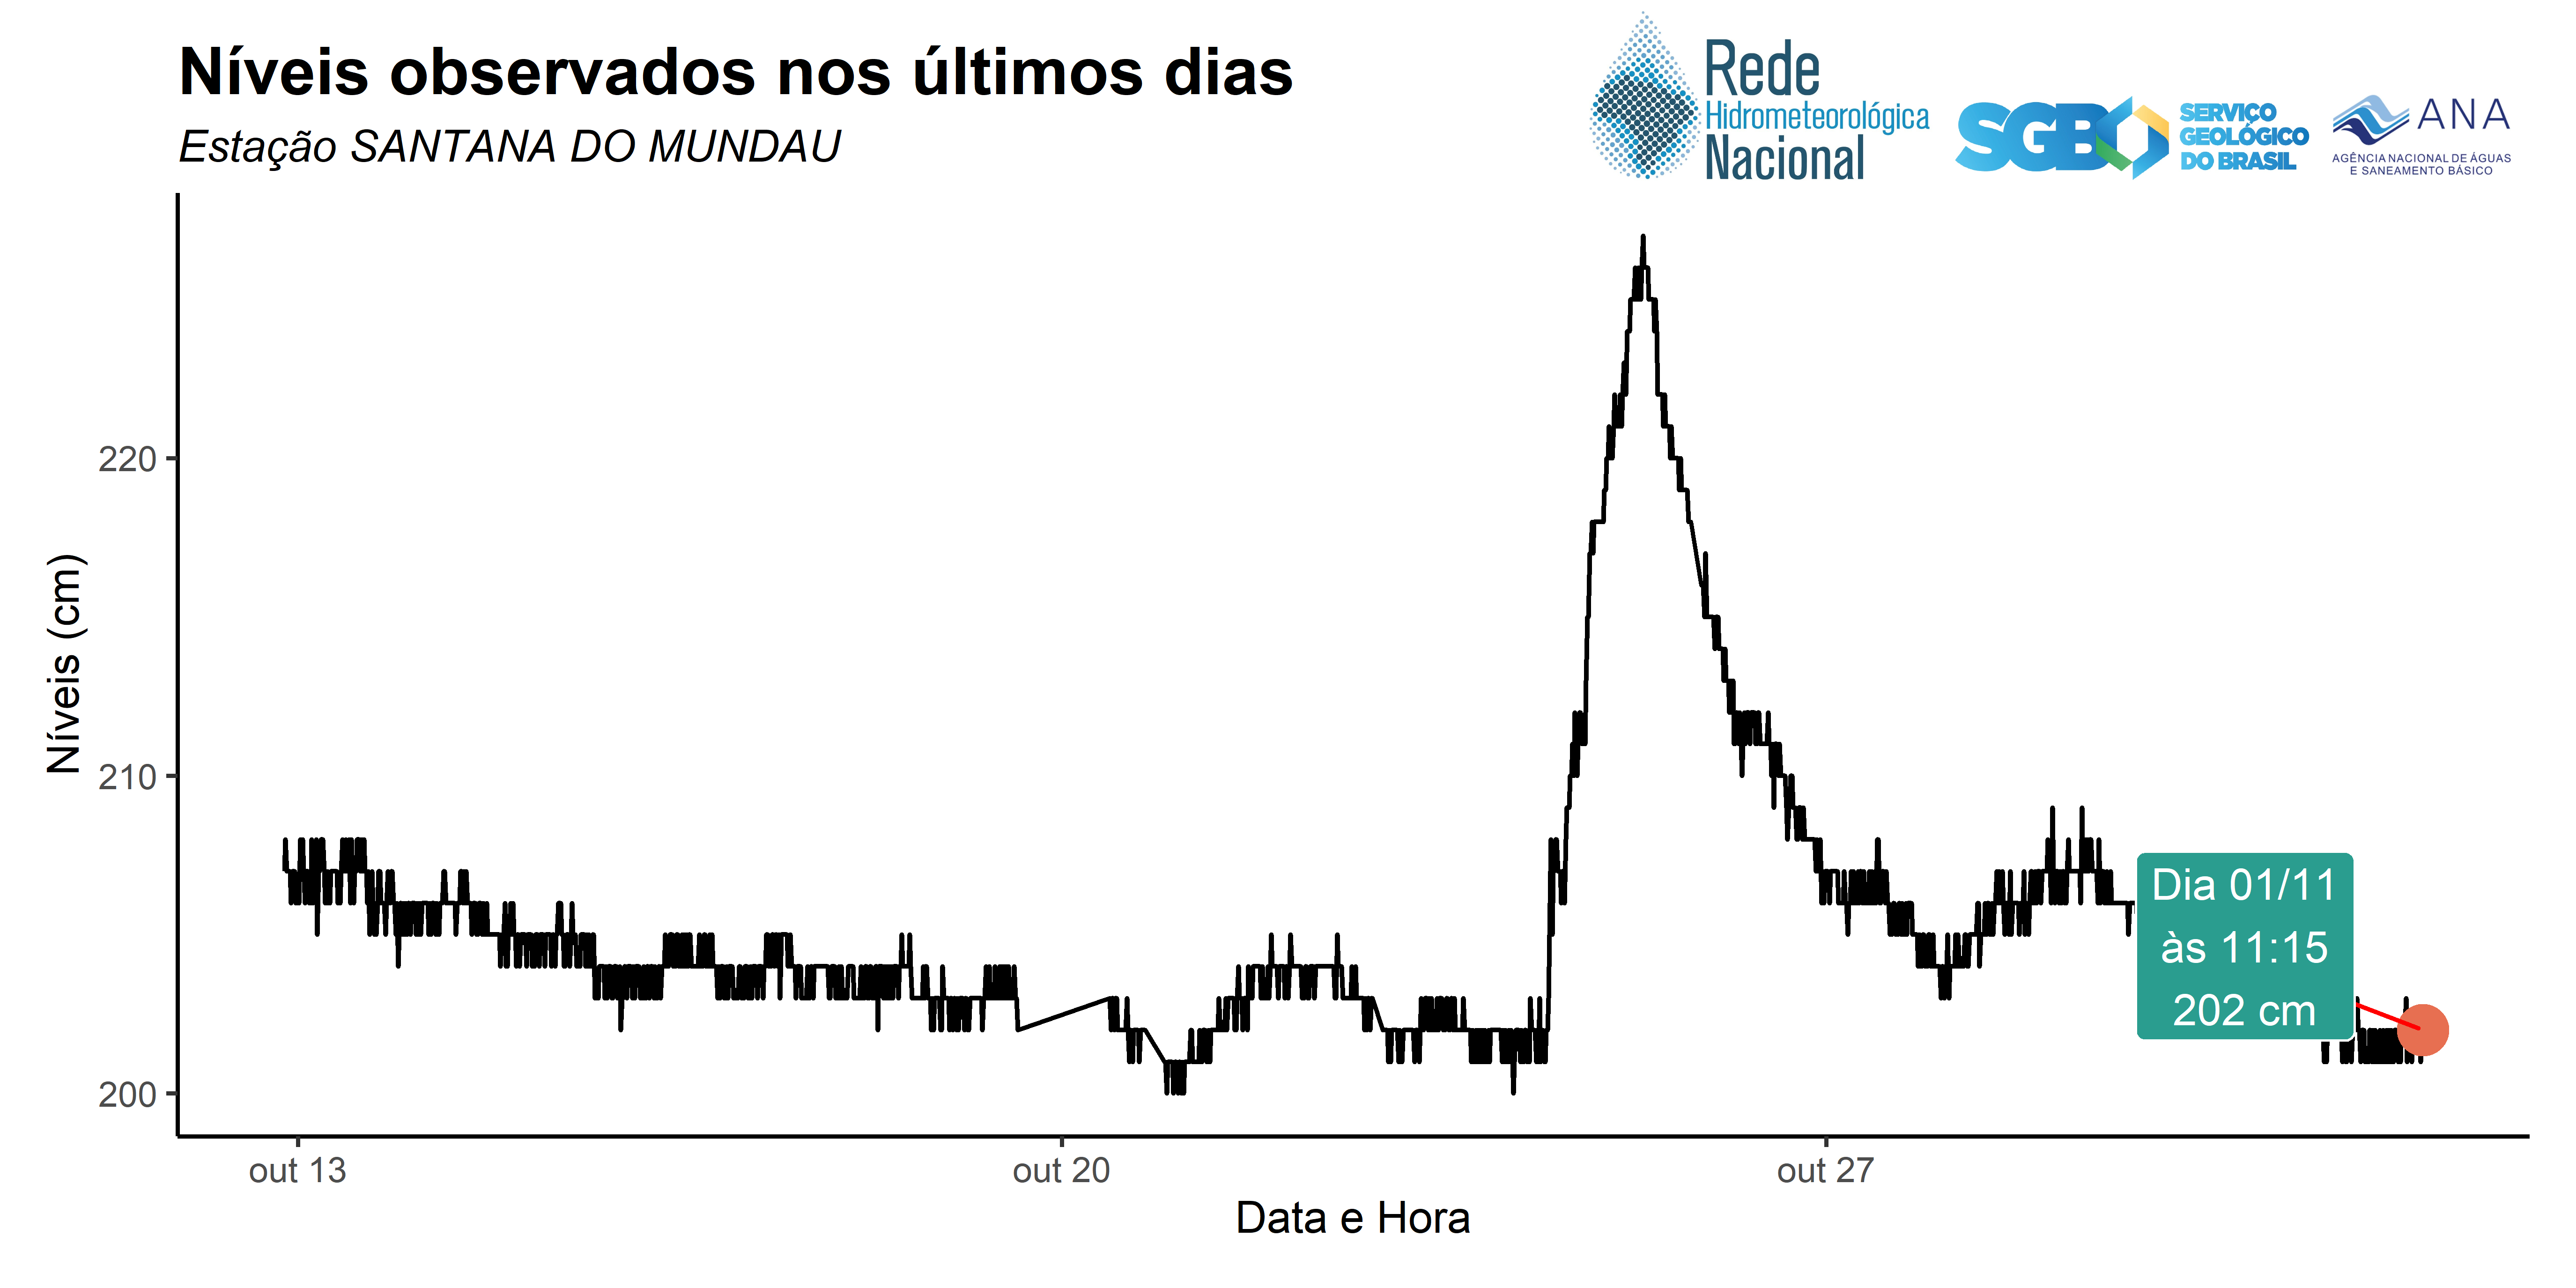 Níveis observados nos últimos dias
Estação SANTANA DO MUNDAU
Rede
Hidrometeorológica
Nacional
SGB
SERVIÇO
GEOLÓGICO
DO BRASIL
ANA
AGÊNCIA NACIONAL DE ÁGUAS
E SANEAMENTO BÁSICO
Níveis (cm)
220
210
200
Dia 01/11
às 11:15
202 cm
out 13
out 20
out 27
Data e Hora